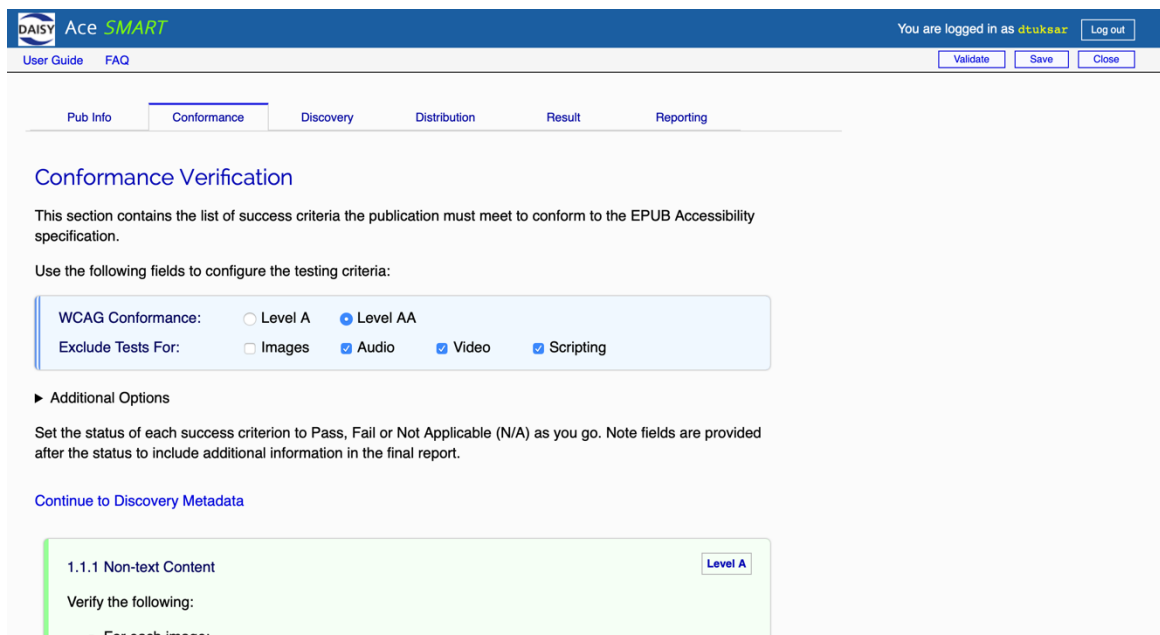 DAISY Ace SMART You are logged in as dtuksar Log out
User Guide FAQ Validate Save Close
Pub Info Conformance Discovery Distribution Result Reporting
Conformance Verification
This section contains the list of success criteria the publication must meet to conform to the EPUB Accessibility
specification.
Use the following fields to configure the testing criteria:
WCAG Conformance: Level A Level AA
Exclude Tests For: Images Audio Video Scripting
Additional Options
Set the status of each success criterion to Pass, Fail or Not Applicable (N/A) as you go. Note fields are provided
after the status to include additional information in the final report.
Continue to Discovery Metadata
1.1.1 Non-text Content Level A
Verify the following:
For each image: